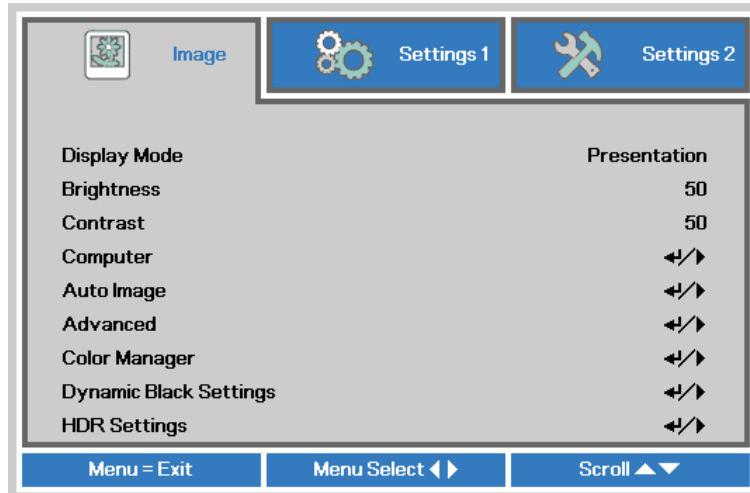 Image Settings 1 Settings 2
Display Mode Presentation
Brightness 50
Contrast 50
Computer ↵/▶
Auto Image ↵/▶
Advanced ↵/▶
Color Manager ↵/▶
Dynamic Black Settings ↵/▶
HDR Settings ↵/▶
Menu = Exit Menu Select ◀▶ Scroll ▲▼